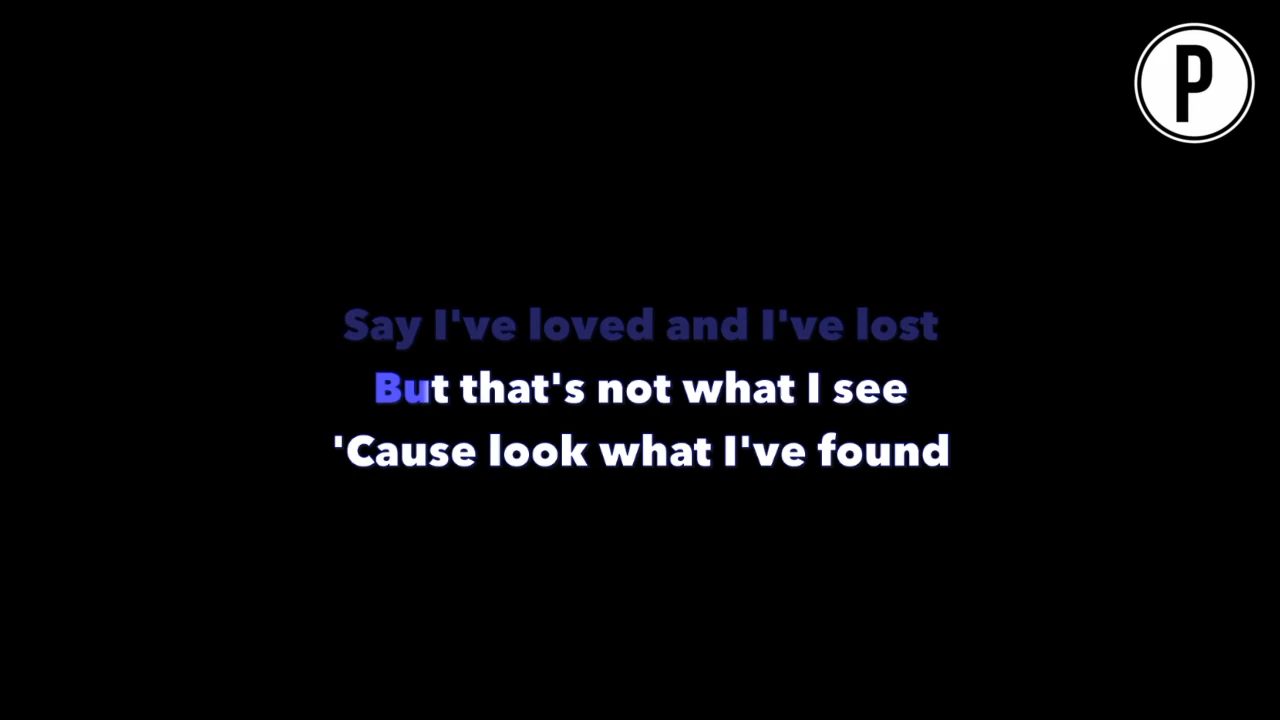 P
Say I've loved and I've lost
But that's not what I see
'Cause look what I've found